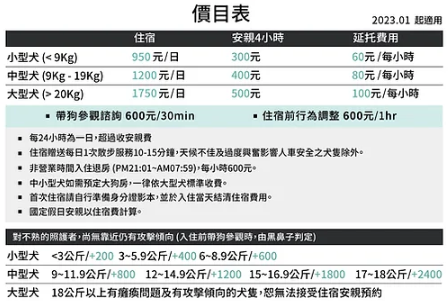 價目表
2023.01 起適用
住宿 安親4小時 延托費用
小型犬 (< 9Kg) 950 元/日 300元 60元 /每小時
中型犬 (9Kg - 19Kg) 1200 元/日 400元 80元 /每小時
大型犬 (> 20Kg) 1750 元/日 500元 100元 /每小時
▪ 帶狗參觀諮詢 600元/30min ▪ 住宿前行為調整 600元/1hr
▪ 每24小時為一日，超過收安親費
▪ 住宿贈送每日1次散步服務10-15分鐘，天候不佳及過度興奮影響人車安全之犬隻除外。
▪ 非營業時間入住退房 (PM21:01~AM07:59)，每小時600元。
▪ 中小型犬如需預定大狗房，一律依大型犬標準收費。
▪ 首次住宿請自行準備身分證影本，並於入住當天結清住宿費用。
▪ 國定假日安親以住宿費計算。
對不熟的照護者，尚無靠近仍有攻擊傾向 (入住前帶狗參觀時，由黑鼻子判定)
小型犬 <3公斤/+200 3~5.9公斤/+400 6~8.9公斤/+600
中型犬 9~11.9公斤/+800 12~14.9公斤/+1200 15~16.9公斤/+1800 17~18公斤/+2400
大型犬 18公斤以上有癲癇問題及有攻擊傾向的犬隻，恕無法接受住宿安親預約